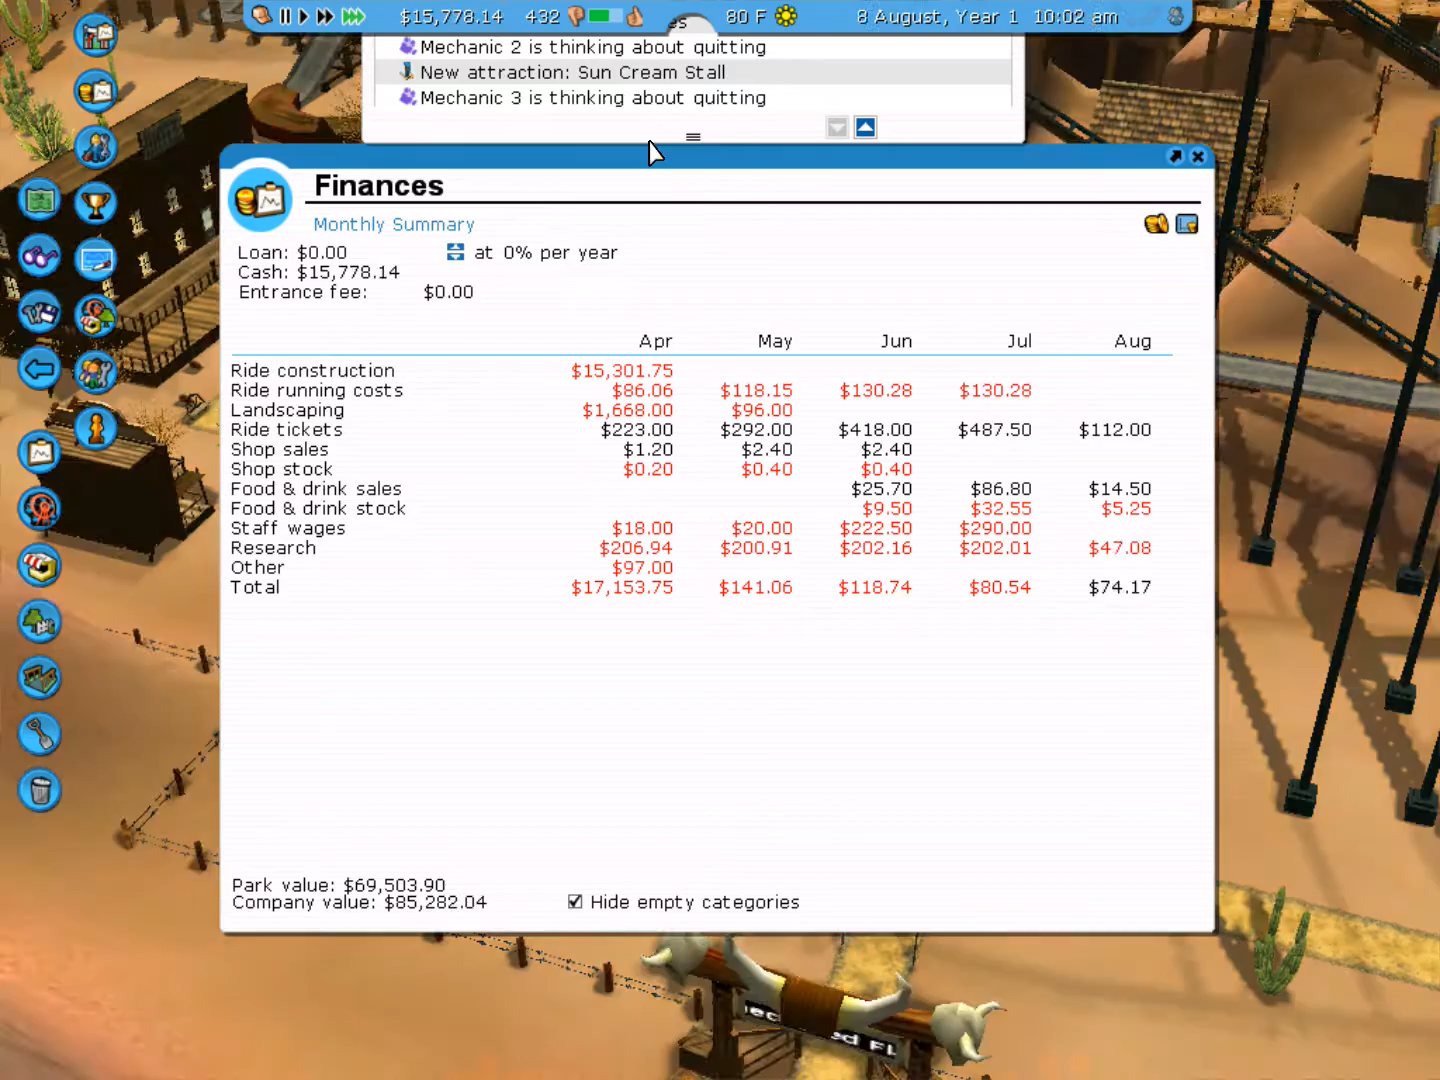 $15,778.14 432 80 F 8 August, Year 1 10:02 am
Mechanic 2 is thinking about quitting
New attraction: Sun Cream Stall
Mechanic 3 is thinking about quitting
Finances
Monthly Summary
Loan: $0.00 at 0% per year
Cash: $15,778.14
Entrance fee: $0.00
Apr May Jun Jul Aug
Ride construction $15,301.75
Ride running costs $86.06 $118.15 $130.28 $130.28
Landscaping $1,668.00 $96.00
Ride tickets $223.00 $292.00 $418.00 $487.50 $112.00
Shop sales $1.20 $2.40 $2.40
Shop stock $0.20 $0.40 $0.40
Food & drink sales $25.70 $86.80 $14.50
Food & drink stock $9.50 $32.55 $5.25
Staff wages $18.00 $20.00 $222.50 $290.00
Research $206.94 $200.91 $202.16 $202.01 $47.08
Other $97.00
Total $17,153.75 $141.06 $118.74 $80.54 $74.17
Park value: $69,503.90
Company value: $85,282.04
Hide empty categories